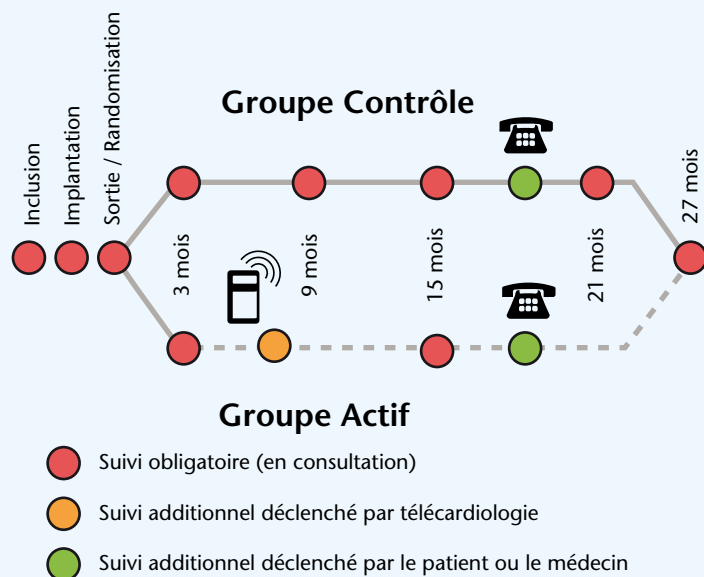 Groupe Contrôle
Inclusion
Implantation
Sortie / Randomisation
3 mois
9 mois
15 mois
21 mois
27 mois
Groupe Actif
Suivi obligatoire (en consultation)
Suivi additionnel déclenché par télécardiologie
Suivi additionnel déclenché par le patient ou le médecin